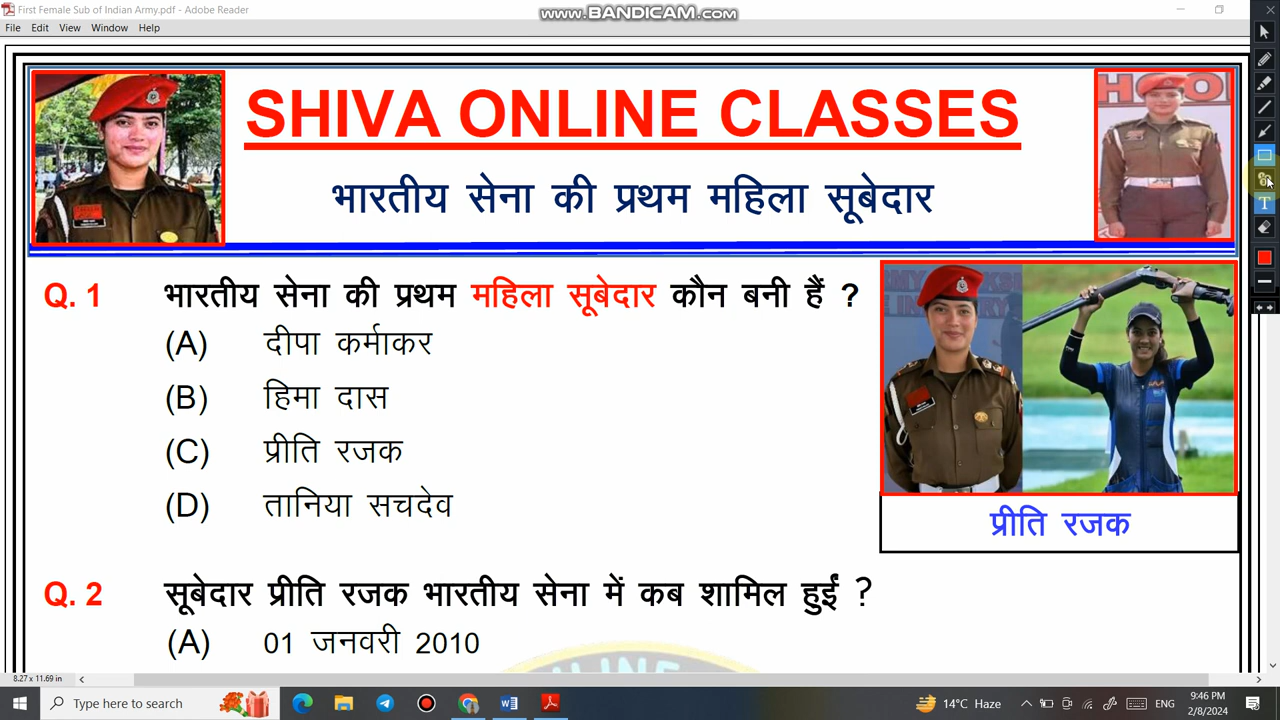 First Female Sub of Indian Army.pdf - Adobe Reader
www.BANDICAM.com
File Edit View Window Help
SHIVA ONLINE CLASSES
भारतीय सेना की प्रथम महिला सूबेदार
Q. 1 भारतीय सेना की प्रथम महिला सूबेदार कौन बनी हैं ?
(A) दीपा कर्माकर
(B) हिमा दास
(C) प्रीति रजक
(D) तानिया सचदेव
प्रीति रजक
Q. 2 सूबेदार प्रीति रजक भारतीय सेना में कब शामिल हुईं ?
(A) 01 जनवरी 2010
8.27 x 11.69 in
Type here to search
14°C Haze
ENG
9:46 PM
2/8/2024